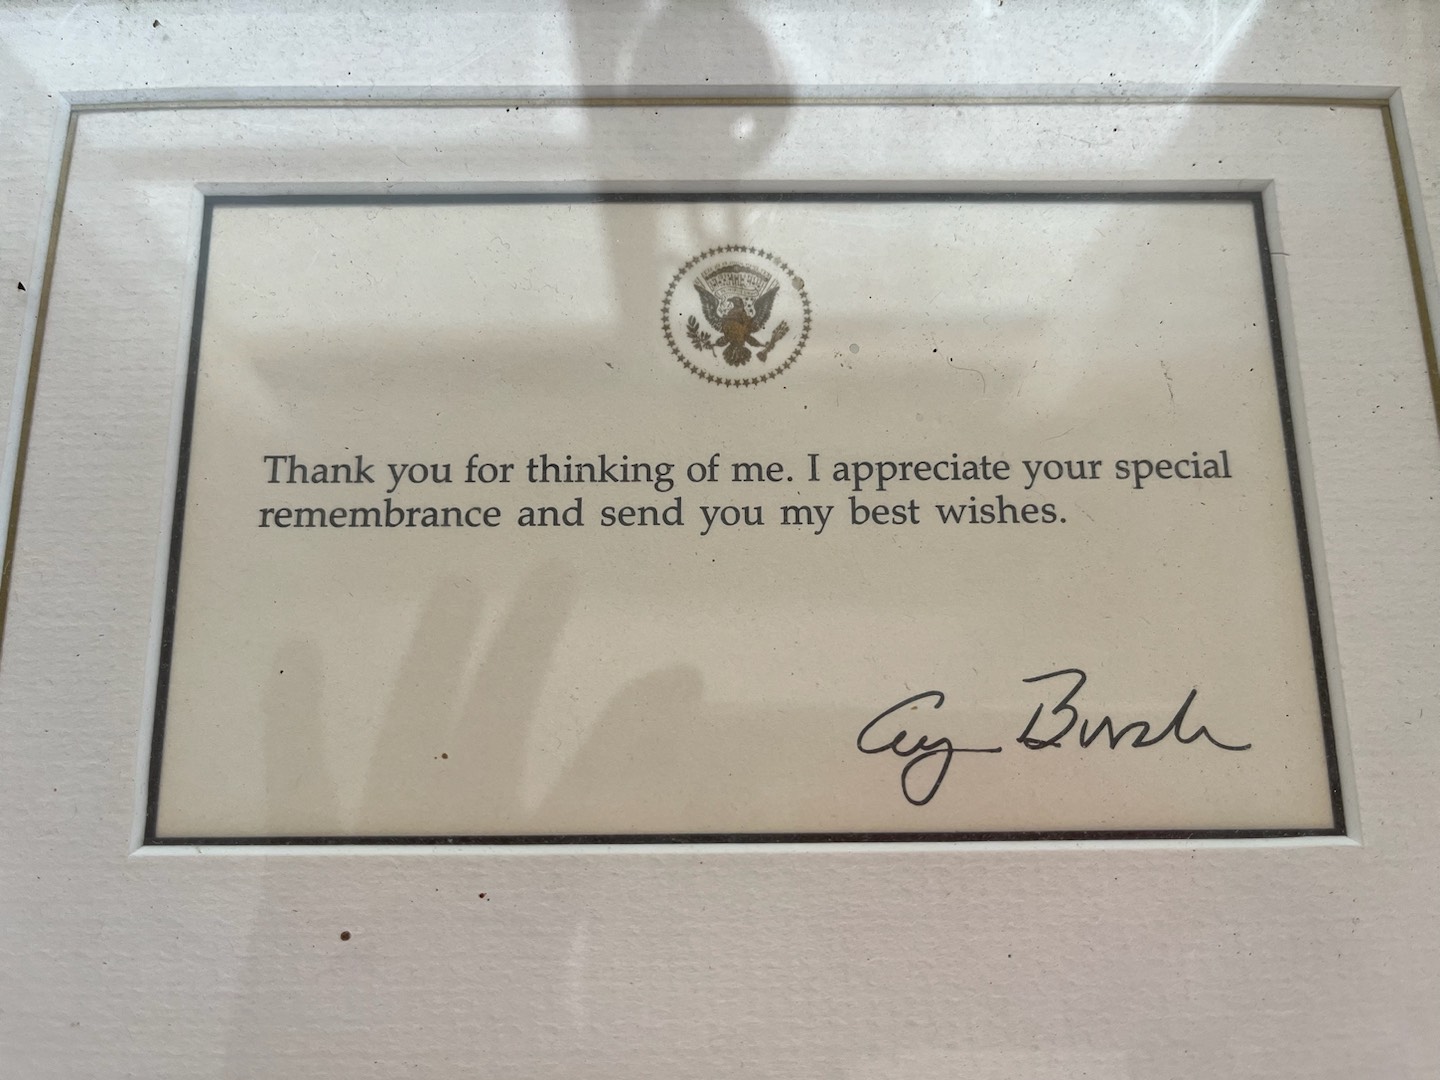 Thank you for thinking of me. I appreciate your special
remembrance and send you my best wishes.
Bush